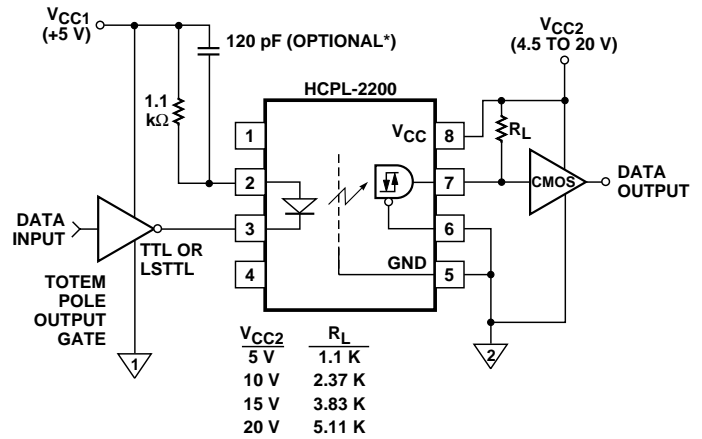 VCC1
(+5 V)
120 pF (OPTIONAL*)
VCC2
(4.5 TO 20 V)
HCPL-2200
1.1
kΩ
1
2
3
4
VCC
8
7
6
GND
5
RL
CMOS
DATA
OUTPUT
DATA
INPUT
TTL OR
LSTTL
TOTEM
POLE
OUTPUT
GATE
1
2
VCC2 RL
5 V 1.1 K
10 V 2.37 K
15 V 3.83 K
20 V 5.11 K